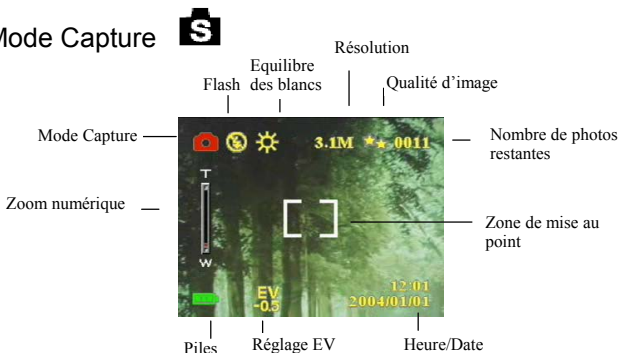 Mode Capture S
Résolution
Equilibre
des blancs
Flash
Qualité d'image
Mode Capture
3.1M 0011
Nombre de photos
restantes
T
Zoom numérique
Zone de mise au
point
W
EV
-0.5
12:01
2004/01/01
Piles
Réglage EV
Heure/Date